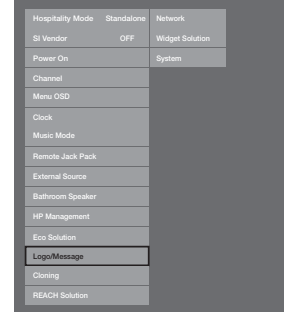 Hospitality Mode Standalone
SI Vendor OFF
Power On
Channel
Menu OSD
Clock
Music Mode
Remote Jack Pack
External Source
Bathroom Speaker
HP Management
Eco Solution
Logo/Message
Cloning
REACH Solution
Network
Widget Solution
System